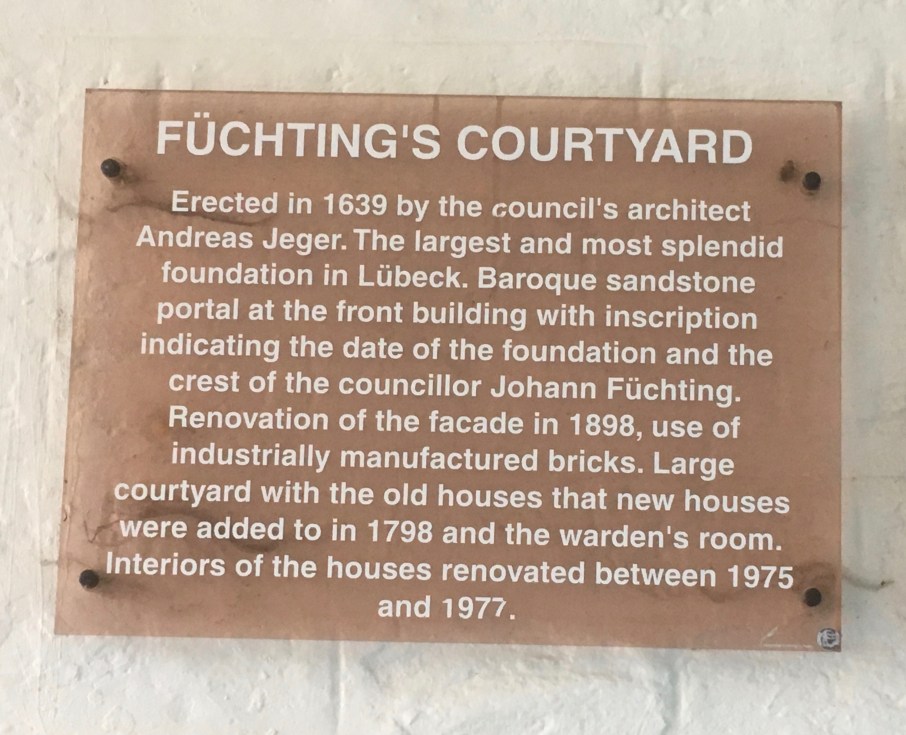 FÜCHTING'S COURTYARD
Erected in 1639 by the council's architect
Andreas Jeger. The largest and most splendid
foundation in Lübeck. Baroque sandstone
portal at the front building with inscription
indicating the date of the foundation and the
crest of the councillor Johann Füchting.
Renovation of the facade in 1898, use of
industrially manufactured bricks. Large
courtyard with the old houses that new houses
were added to in 1798 and the warden's room.
Interiors of the houses renovated between 1975
and 1977.